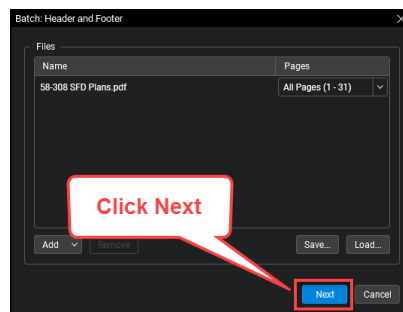 Batch: Header and Footer
Files
Name Pages
58-308 SFD Plans.pdf All Pages (1 - 31)
Click Next
Add Remove Save... Load...
Next Cancel